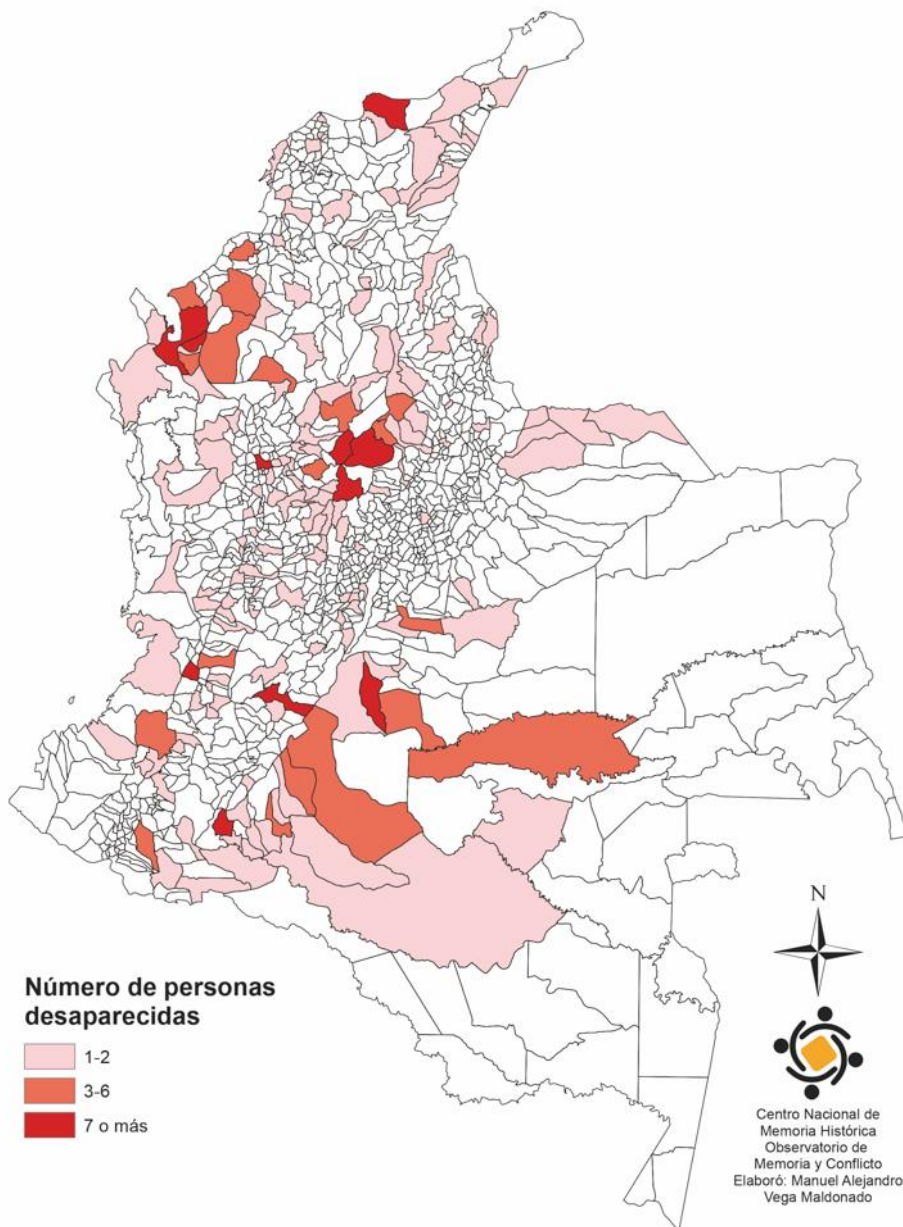 N
Número de personas
desaparecidas
1-2
3-6
7 o más
Centro Nacional de
Memoria Histórica
Observatorio de
Memoria y Conflicto
Elaboró: Manuel Alejandro
Vega Maldonado